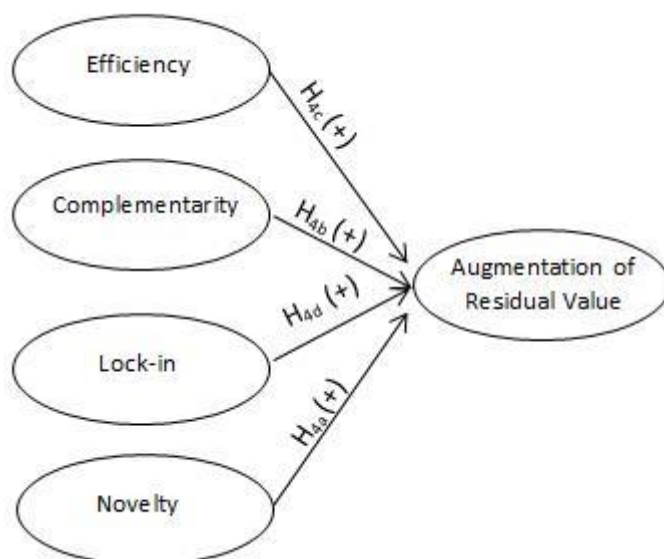 Efficiency
H4c (+)
Complementarity
H4b (+)
Augmentation of
Residual Value
H4d (+)
Lock-in
H4a (+)
Novelty